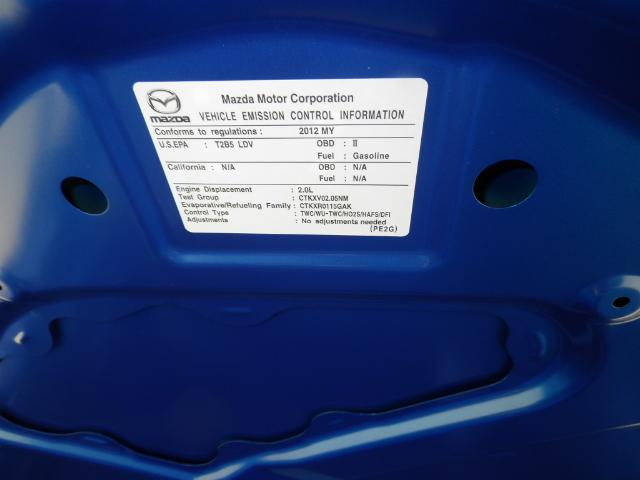 mazda
Mazda Motor Corporation
VEHICLE EMISSION CONTROL INFORMATION
Conforms to regulations : 2012 MY
U.S.EPA : T2B5 LDV OBD : II
Fuel : Gasoline
California : N/A OBD : N/A
Fuel : N/A
Engine Displacement : 2.0L
Test Group : CTKXV02.05NM
Evaporative/Refueling Family : CTKXR0115GAK
Control Type : TWC/WU-TWC/HO2S/HAFS/DFI
Adjustments : No adjustments needed
(PE2G)